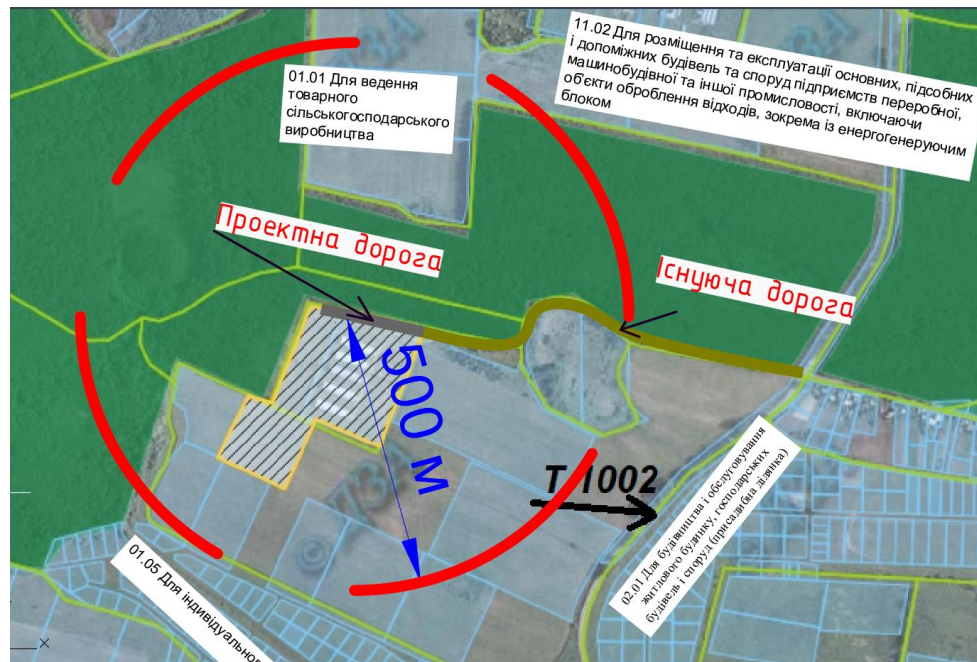 11.02 Для розміщення та експлуатації основних, підсобних
і допоміжних будівель та споруд підприємств переробної,
машинобудівної та іншої промисловості, включаючи
об'єкти оброблення відходів, зокрема із енергогенеруючим
блоком
01.01 Для ведення
товарного
сільськогосподарського
виробництва
Проектна дорога
Існуюча дорога
500 м
Т 1002
02.01 Для будівництва і обслуговування
житлового будинку, господарських
будівель і споруд (присадибна ділянка)
01.05 Для індивідуального
X